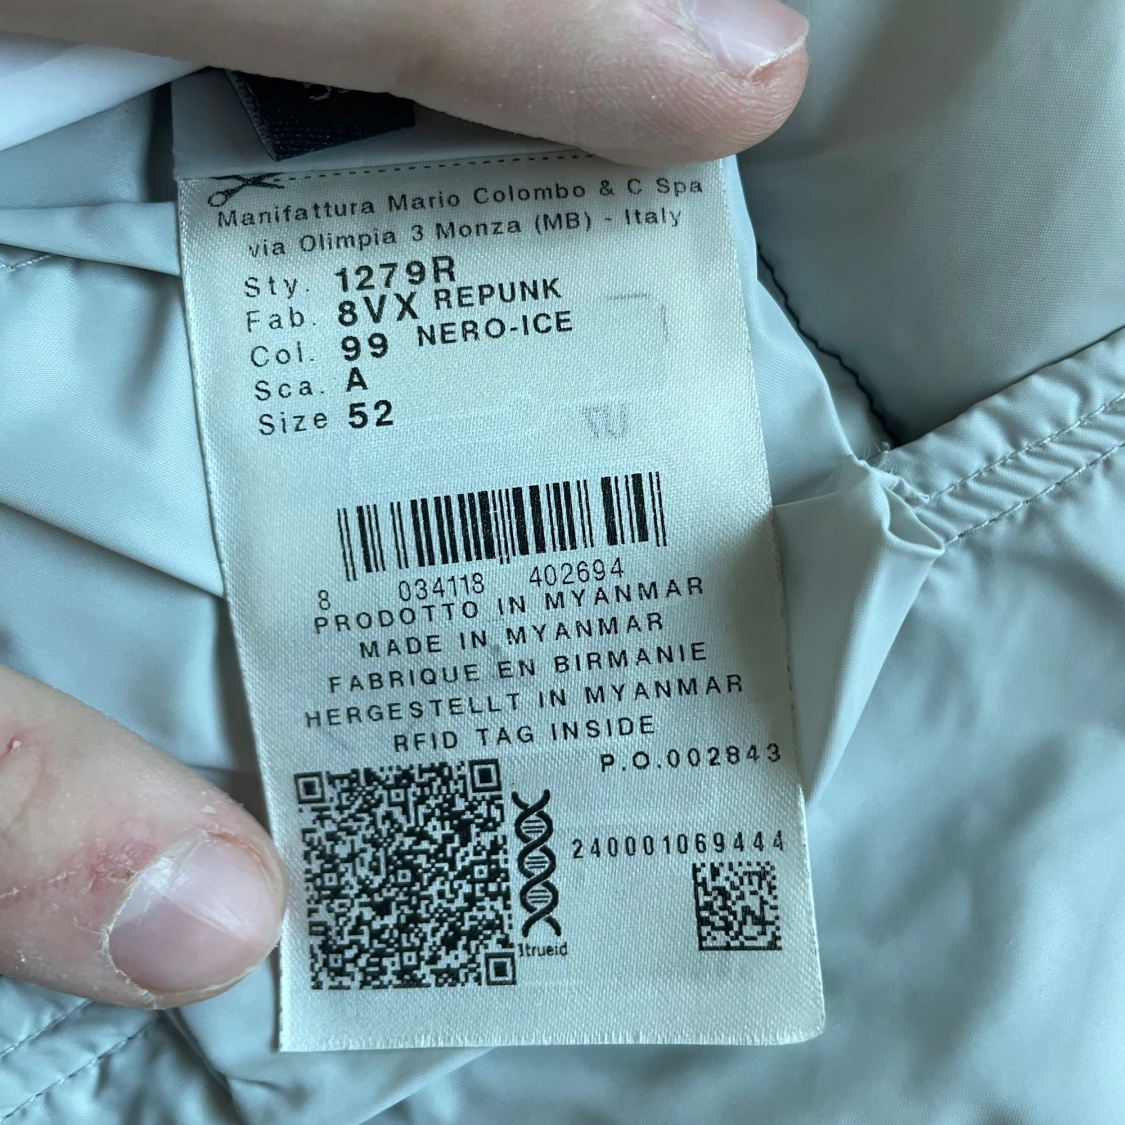 Manifattura Mario Colombo & C Spa
via Olimpia 3 Monza (MB) - Italy
Sty. 1279R
Fab. 8VX REPUNK
Col. 99 NERO-ICE
Sca. A
Size 52
8 034118 402694
PRODOTTO IN MYANMAR
MADE IN MYANMAR
FABRIQUE EN BIRMANIE
HERGESTELLT IN MYANMAR
RFID TAG INSIDE
P.O.002843
240001069444
1trueid